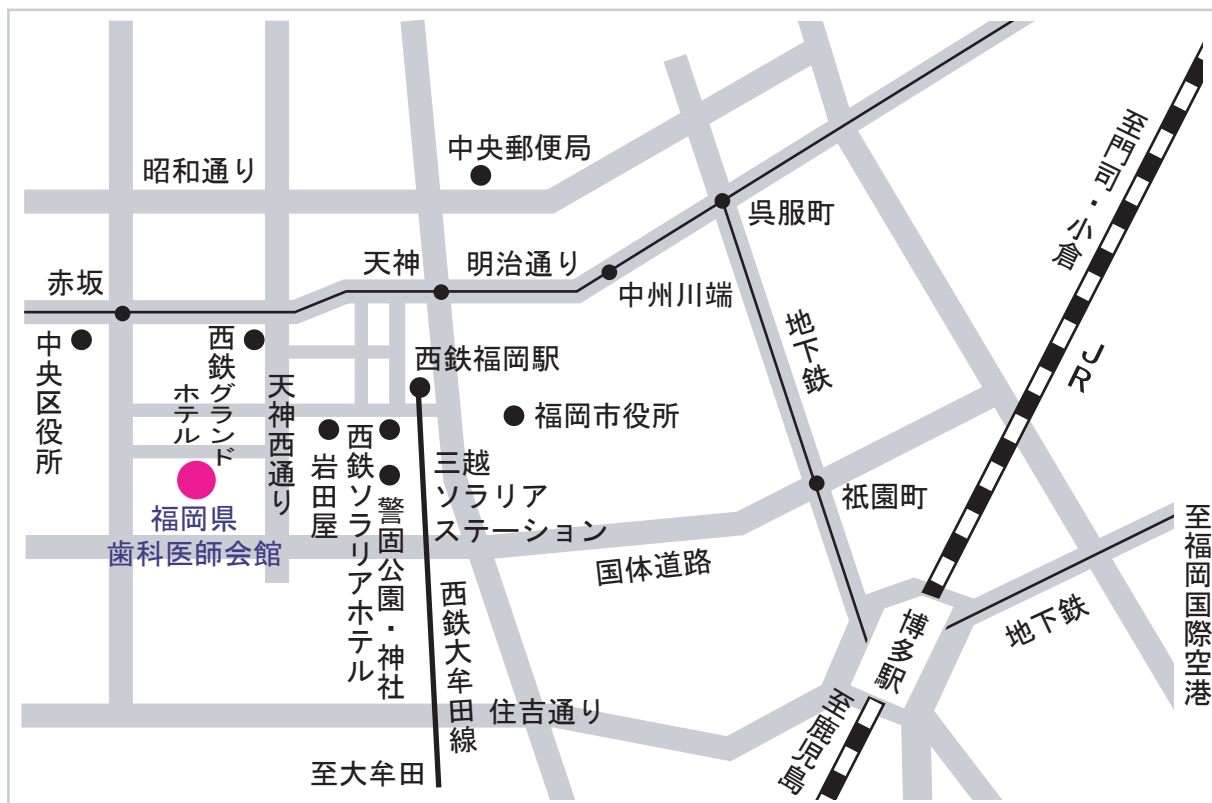 中央郵便局
昭和通り
至門司・小倉
呉服町
天神
明治通り
赤坂
中州川端
地下鉄
中央区役所
西鉄グランド
ホテル
西鉄福岡駅
JR
天神西通り
福岡市役所
岩田屋
西鉄ソラリアホテル
警固公園・神社
三越
ソラリア
ステーション
祇園町
福岡県
歯科医師会館
国体道路
至福岡国際空港
西鉄大牟田線
博多駅
地下鉄
住吉通り
至鹿児島
至大牟田